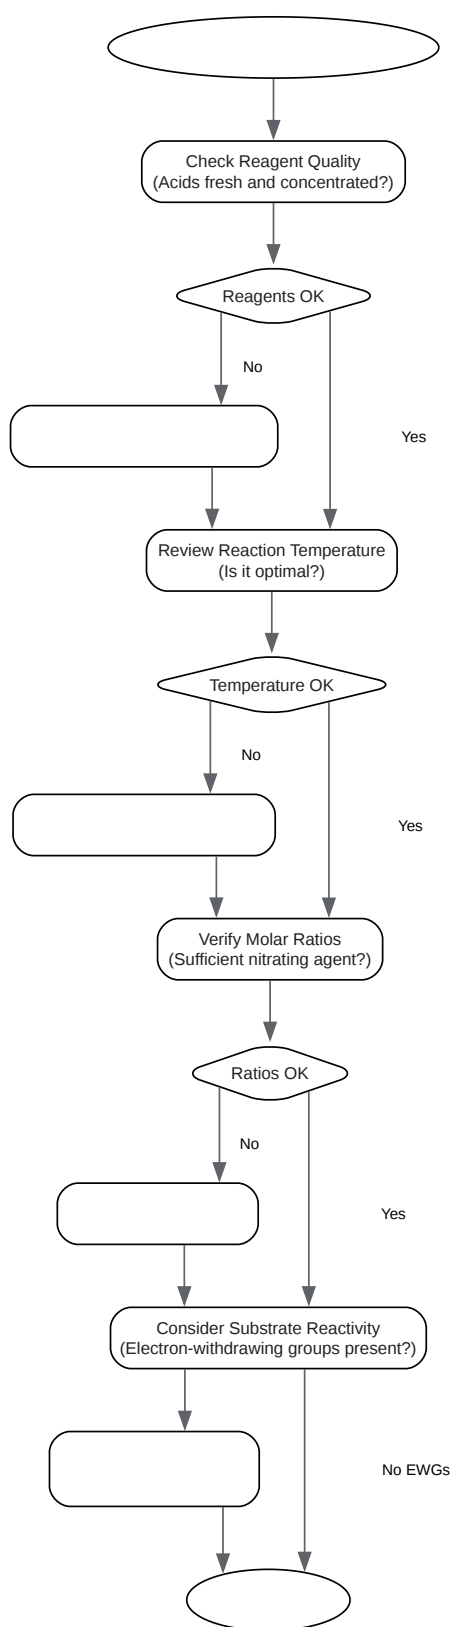 Check Reagent Quality
(Acids fresh and concentrated?)
Reagents OK
No
Yes
Review Reaction Temperature
(Is it optimal?)
Temperature OK
No
Yes
Verify Molar Ratios
(Sufficient nitrating agent?)
Ratios OK
No
Yes
Consider Substrate Reactivity
(Electron-withdrawing groups present?)
No EWGs